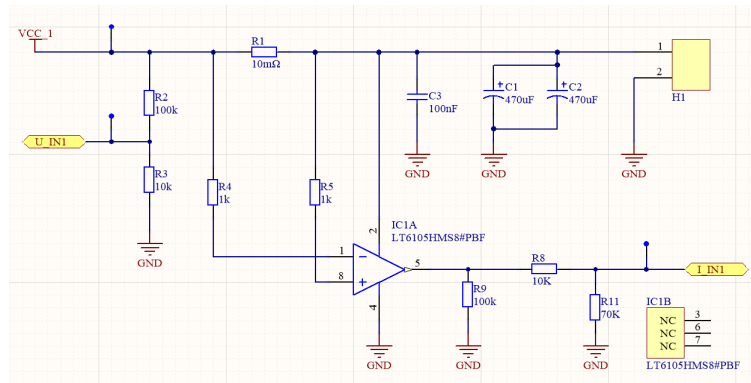 VCC_1
R1
10mΩ
1
2
H1
R2
100k
C3
100nF
C1
470uF
C2
470uF
U_IN1
R3
10k
GND
GND
GND
R4
1k
R5
1k
2
IC1A
LT6105HMS8#PBF
GND
1
8
5
4
R8
10K
I_IN1
R9
100k
R11
70K
IC1B
NC 3
NC 6
NC 7
LT6105HMS8#PBF
GND
GND
GND